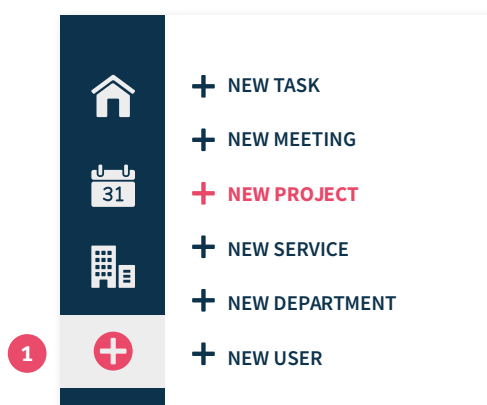 NEW TASK
NEW MEETING
31
NEW PROJECT
NEW SERVICE
NEW DEPARTMENT
1
NEW USER